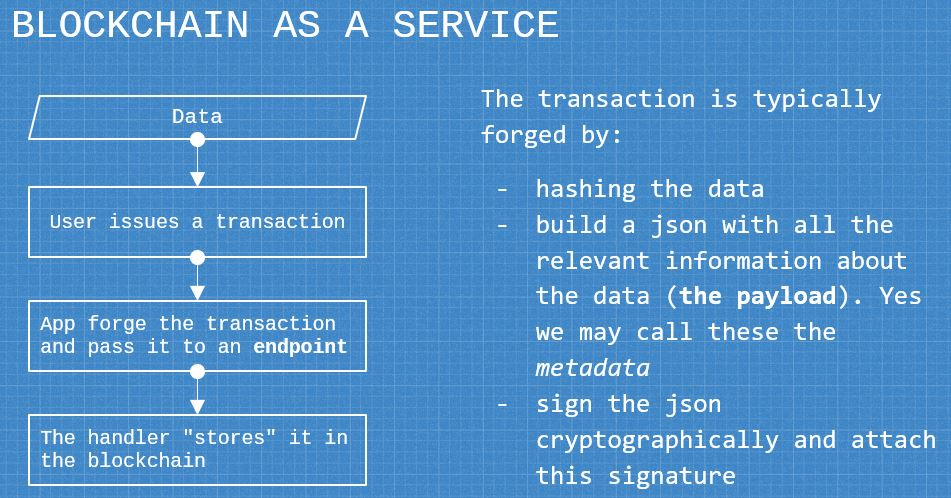 BLOCKCHAIN AS A SERVICE
Data
User issues a transaction
App forge the transaction
and pass it to an endpoint
The handler "stores" it in
the blockchain
The transaction is typically
forged by:
- hashing the data
- build a json with all the
relevant information about
the data (the payload). Yes
we may call these the
metadata
- sign the json
cryptographically and attach
this signature